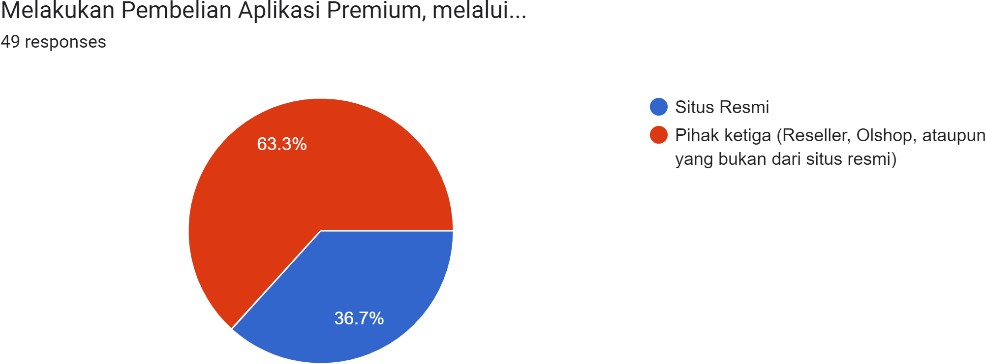 Melakukan Pembelian Aplikasi Premium, melalui...
49 responses
63.3%
36.7%
Situs Resmi
Pihak ketiga (Reseller, Olshop, ataupun
yang bukan dari situs resmi)